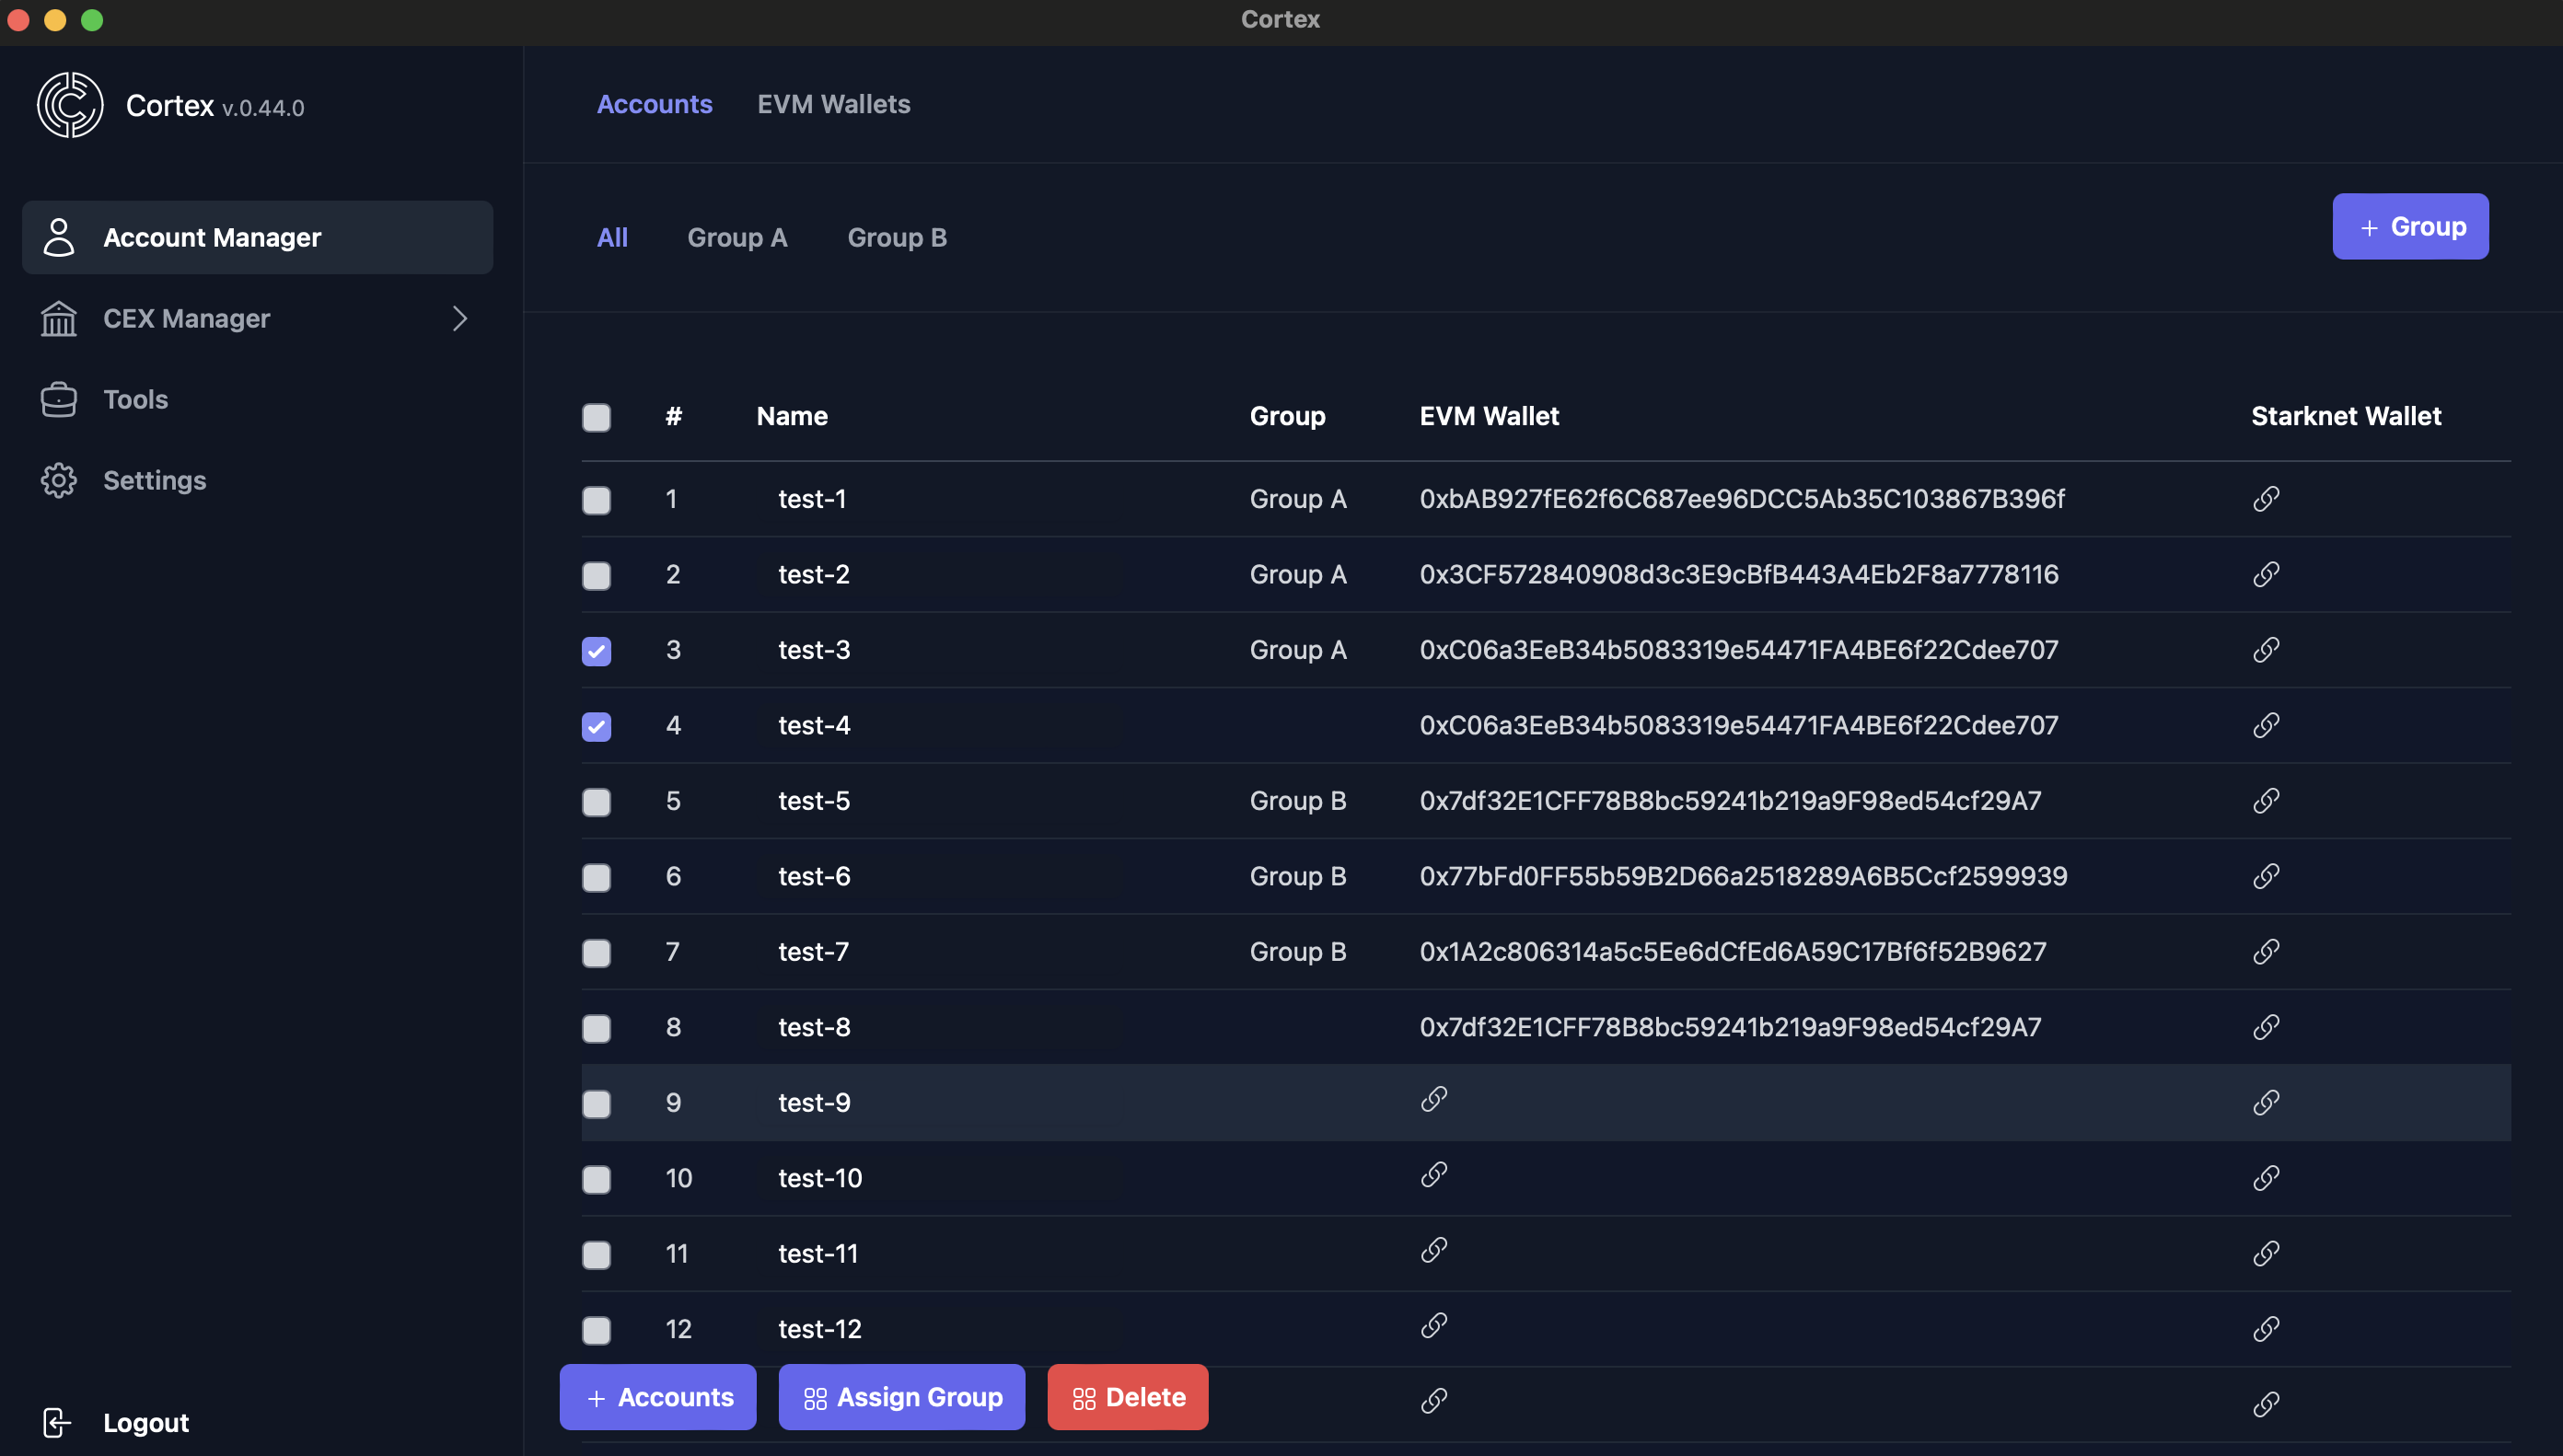 Cortex
Cortex v.0.44.0
Account Manager
CEX Manager
Tools
Settings
Logout
Accounts EVM Wallets
All Group A Group B + Group
# Name Group EVM Wallet Starknet Wallet
1 test-1 Group A 0xbAB927fE62f6C687ee96DCC5Ab35C103867B396f
2 test-2 Group A 0x3CF572840908d3c3E9cBfB443A4Eb2F8a7778116
3 test-3 Group A 0xC06a3EeB34b5083319e54471FA4BE6f22Cdee707
4 test-4 0xC06a3EeB34b5083319e54471FA4BE6f22Cdee707
5 test-5 Group B 0x7df32E1CFF78B8bc59241b219a9F98ed54cf29A7
6 test-6 Group B 0x77bFd0FF55b59B2D66a2518289A6B5Ccf2599939
7 test-7 Group B 0x1A2c806314a5c5Ee6dCfEd6A59C17Bf6f52B9627
8 test-8 0x7df32E1CFF78B8bc59241b219a9F98ed54cf29A7
9 test-9
10 test-10
11 test-11
12 test-12
+ Accounts Assign Group Delete